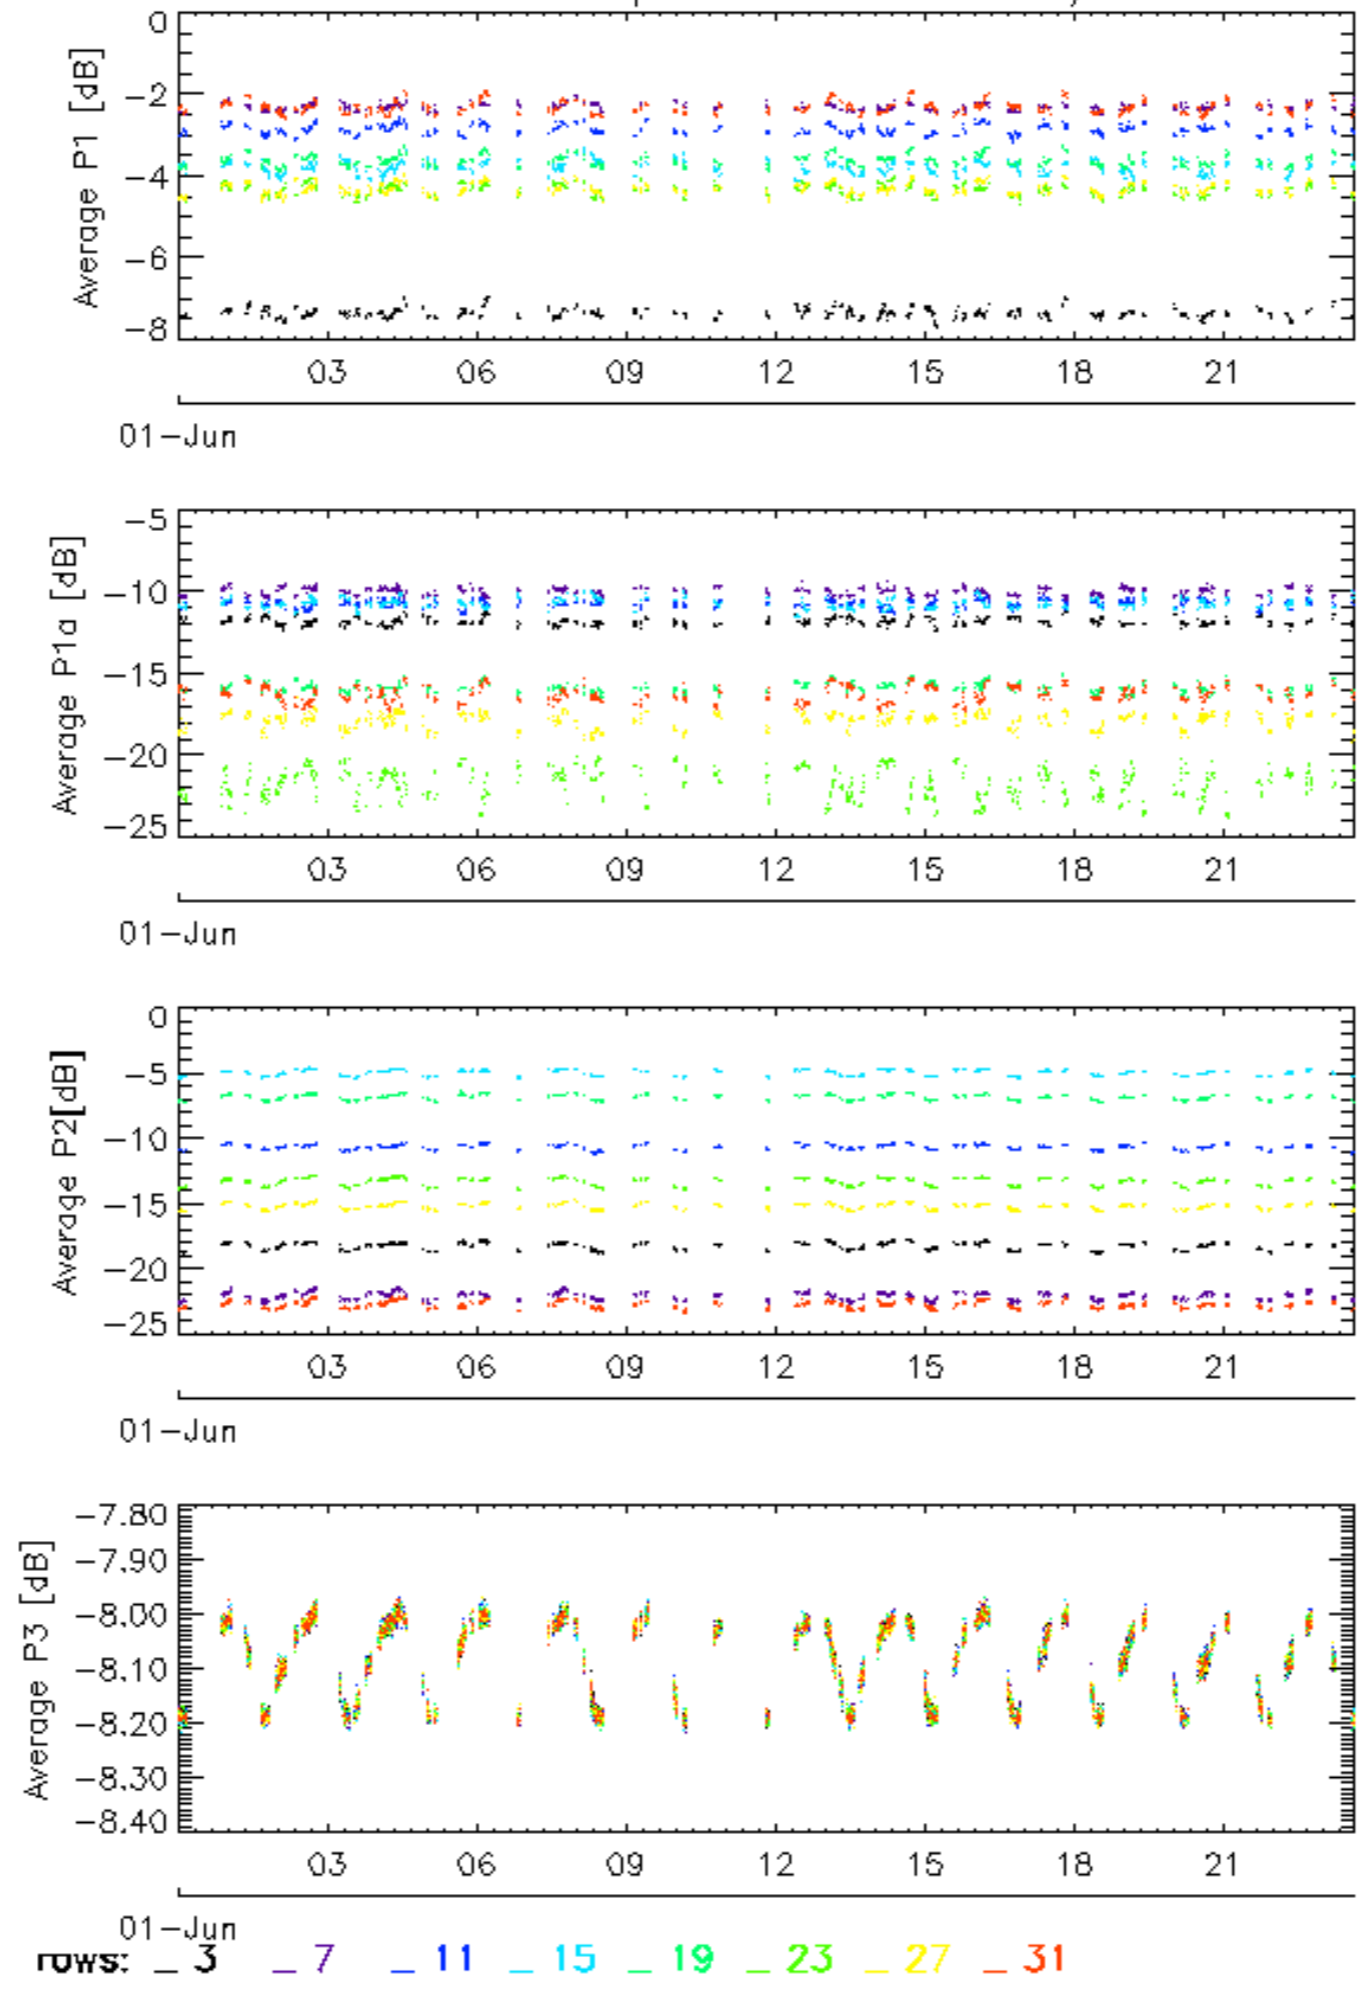 0
−2
−4
−6
−8
Average P1 [dB]
03 06 09 12 15 18 21
01−Jun
−5
−10
−15
−20
−25
Average P1a [dB]
03 06 09 12 15 18 21
01−Jun
0
−5
−10
−15
−20
−25
Average P2[dB]
03 06 09 12 15 18 21
01−Jun
−7.80
−7.90
−8.00
−8.10
−8.20
−8.30
−8.40
Average P3 [dB]
03 06 09 12 15 18 21
01−Jun
rows: _ 3 _ 7 _ 11 _ 15 _ 19 _ 23 _ 27 _ 31